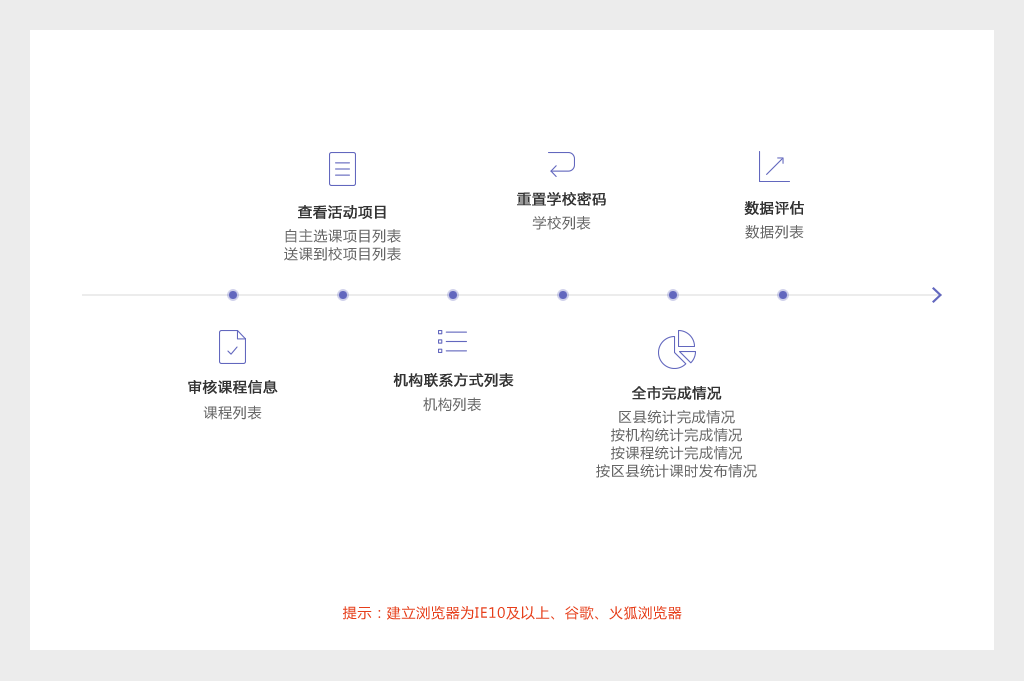 查看活动项目
自主选课项目列表
送课到校项目列表
重置学校密码
学校列表
数据评估
数据列表
审核课程信息
课程列表
机构联系方式列表
机构列表
全市完成情况
区县统计完成情况
按机构统计完成情况
按课程统计完成情况
按区县统计课时发布情况
提示：建立浏览器为IE10及以上、谷歌、火狐浏览器